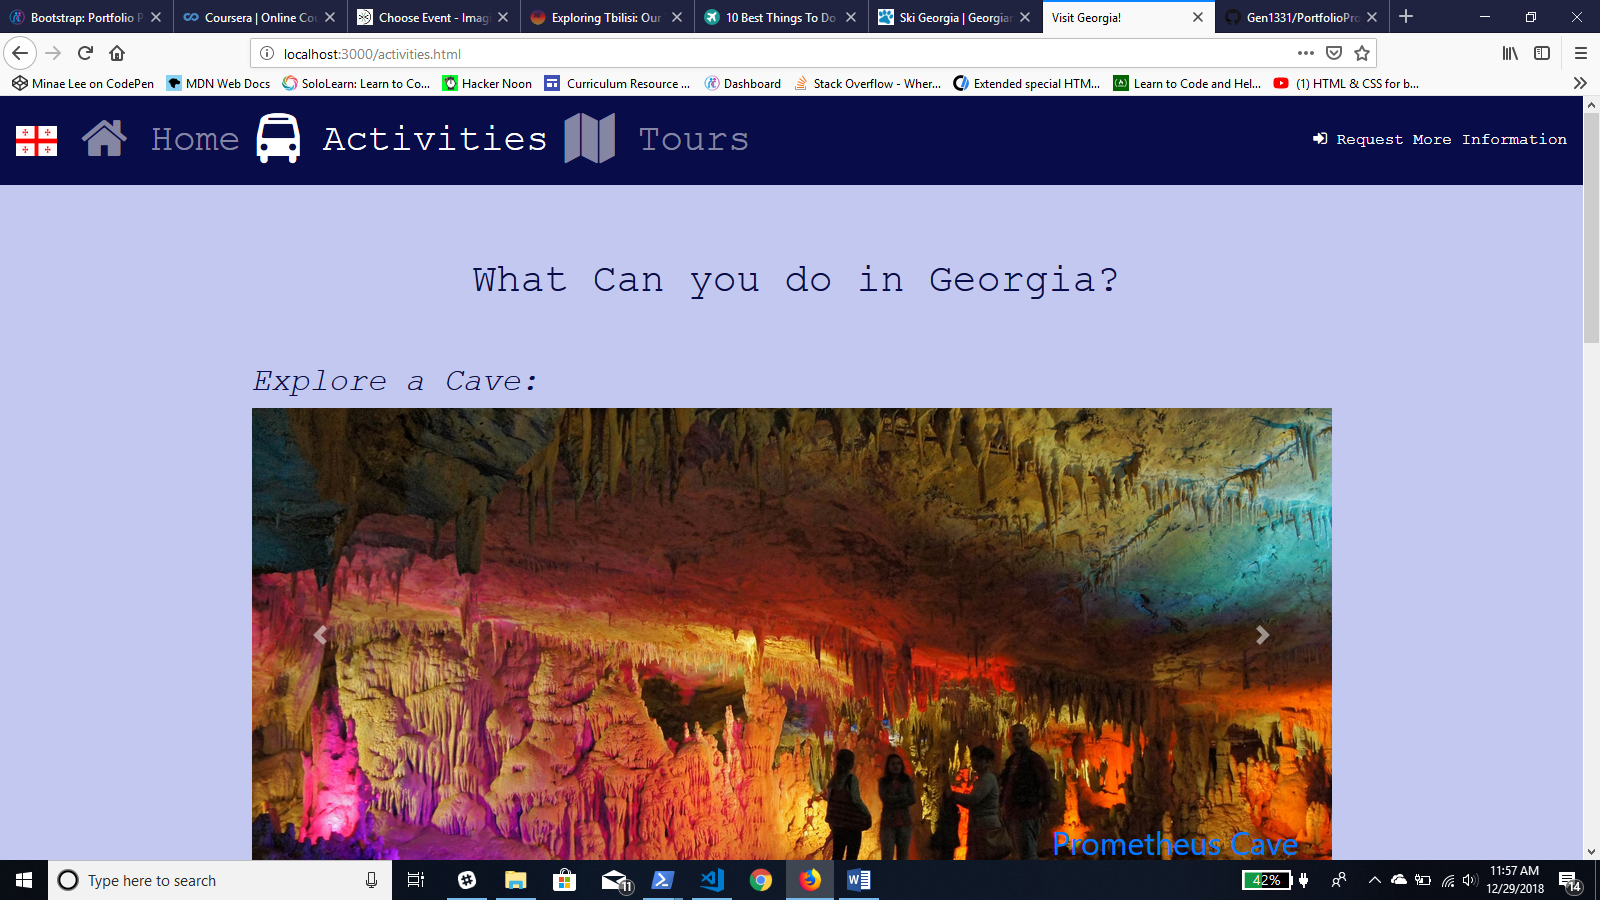 Bootstrap: Portfolio P
Coursera | Online Cou
Choose Event - Imagi
Exploring Tbilisi: Our
10 Best Things To Do
Ski Georgia | Georgian
Visit Georgia!
Gen1331/PortfolioPro
localhost:3000/activities.html
Minae Lee on CodePen
MDN Web Docs
SoloLearn: Learn to Co...
Hacker Noon
Curriculum Resource ...
Dashboard
Stack Overflow - Wher...
Extended special HTM...
Learn to Code and Hel...
(1) HTML & CSS for b...
Home
Activities
Tours
Request More Information
What Can you do in Georgia?
Explore a Cave:
Prometheus Cave
Type here to search
11
42%
11:57 AM
12/29/2018
14